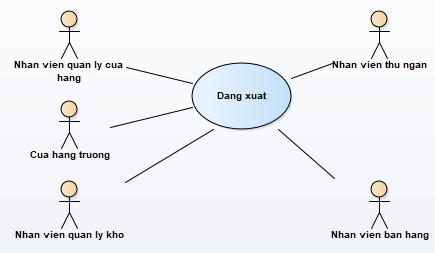 Nhan vien quan ly cua
hang
Nhan vien thu ngan
Dang xuat
Cua hang truong
Nhan vien quan ly kho
Nhan vien ban hang